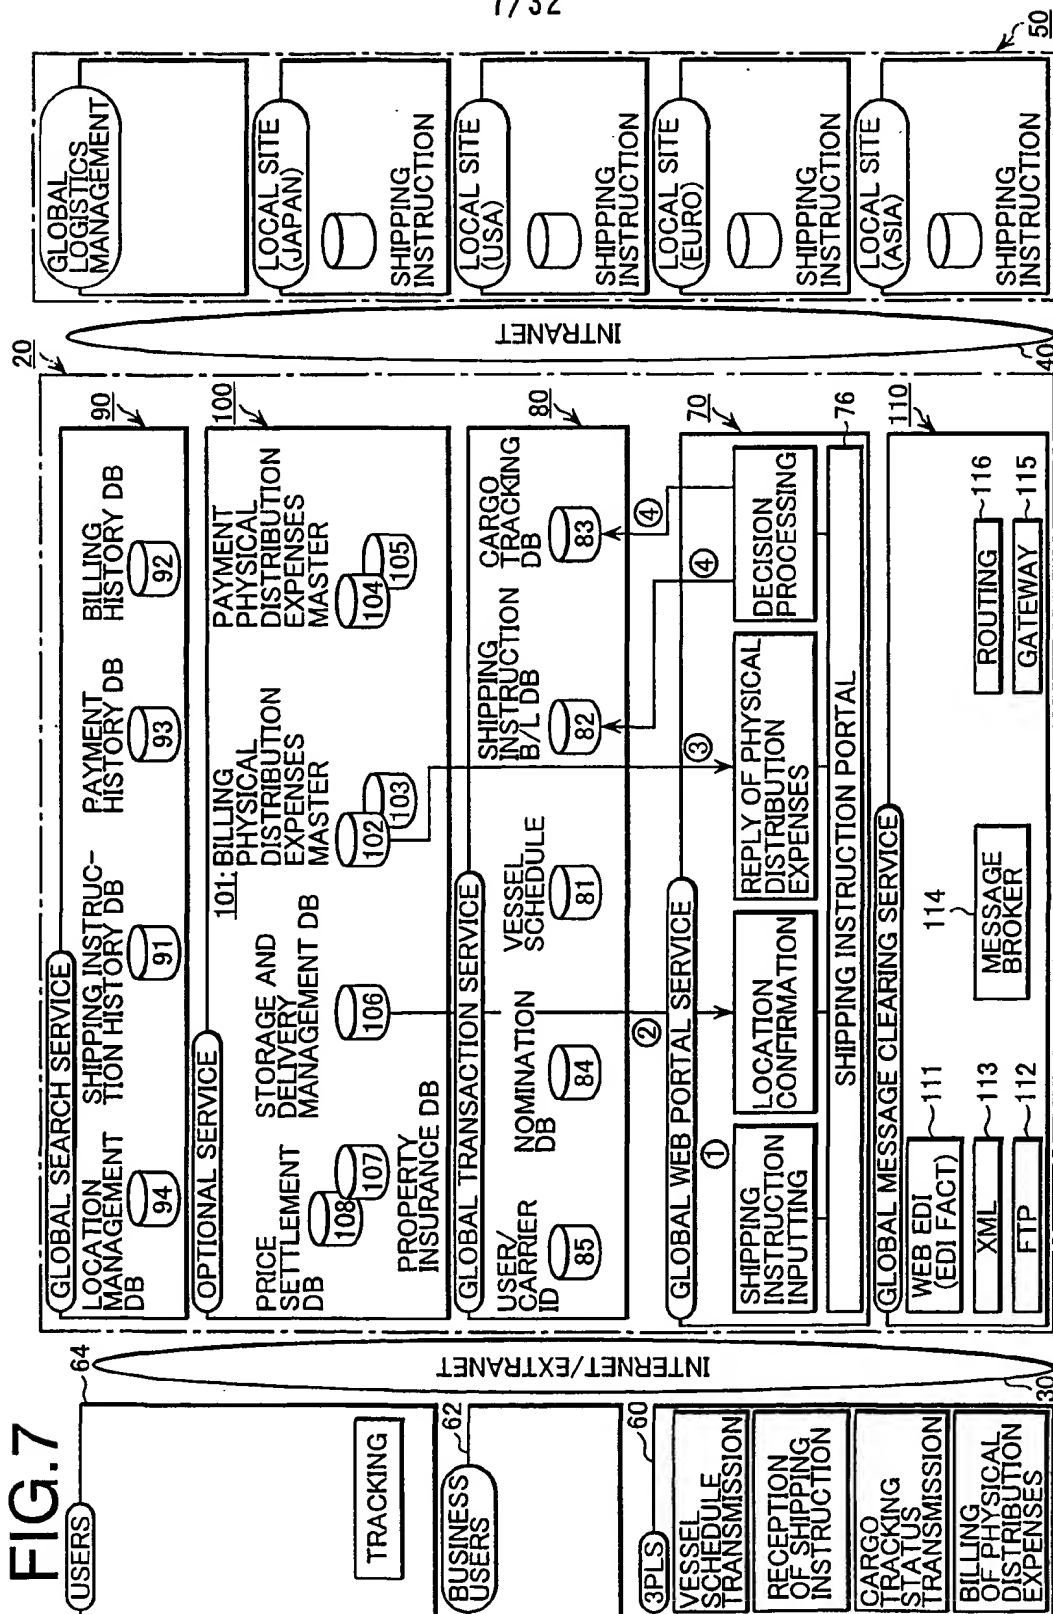 7/32
FIG.7
USERS
64
TRACKING
BUSINESS
USERS
62
3PLS
60
VESSEL
SCHEDULE
TRANSMISSION
RECEPTION
OF SHIPPING
INSTRUCTION
CARGO
TRACKING
STATUS
TRANSMISSION
BILLING
OF PHYSICAL
DISTRIBUTION
EXPENSES
INTERNET/EXTRANET
30
20
GLOBAL SEARCH SERVICE
90
LOCATION
MANAGEMENT
DB
94
SHIPPING INSTRUC-
TION HISTORY DB
91
PAYMENT
HISTORY DB
93
BILLING
HISTORY DB
92
OPTIONAL SERVICE
100
PRICE
SETTLEMENT
DB
108
107
PROPERTY
INSURANCE DB
STORAGE AND
DELIVERY
MANAGEMENT DB
106
101: BILLING
PHYSICAL
DISTRIBUTION
EXPENSES
MASTER
102
103
PAYMENT
PHYSICAL
DISTRIBUTION
EXPENSES
MASTER
104
105
GLOBAL TRANSACTION SERVICE
80
USER/
CARRIER
ID
85
NOMINATION
DB
84
VESSEL
SCHEDULE
81
SHIPPING
INSTRUCTION
B/L DB
82
CARGO
TRACKING
DB
83
GLOBAL WEB PORTAL SERVICE
70
①
②
③
④
④
SHIPPING
INSTRUCTION
INPUTTING
LOCATION
CONFIRMATION
REPLY OF PHYSICAL
DISTRIBUTION
EXPENSES
DECISION
PROCESSING
SHIPPING INSTRUCTION PORTAL
76
GLOBAL MESSAGE CLEARING SERVICE
110
WEB EDI
(EDI FACT)
111
XML
113
FTP
112
114
MESSAGE
BROKER
ROUTING
116
GATEWAY
115
INTRANET
40
50
GLOBAL
LOGISTICS
MANAGEMENT
LOCAL SITE
(JAPAN)
SHIPPING
INSTRUCTION
LOCAL SITE
(USA)
SHIPPING
INSTRUCTION
LOCAL SITE
(EURO)
SHIPPING
INSTRUCTION
LOCAL SITE
(ASIA)
SHIPPING
INSTRUCTION